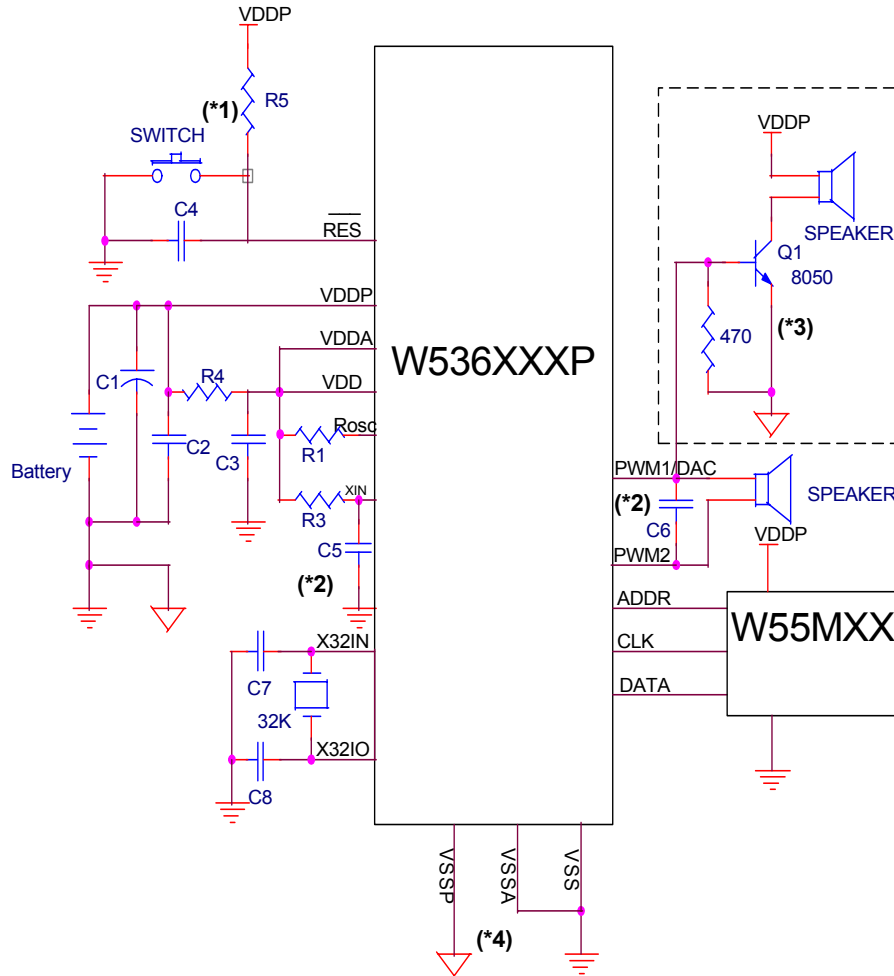 VDDP
R5
(*1)
SWITCH
C4
RES
VDDP
VDDA
VDD
R4
C1
C2
C3
Rosc
R1
XIN
R3
C5
(*2)
Battery
X32IN
C7
32K
X32IO
C8
W536XXXP
VSSP
VSSA
VSS
(*4)
VDDP
SPEAKER
Q1
8050
470
(*3)
PWM1/DAC
(*2)
C6
SPEAKER
VDDP
PWM2
ADDR
CLK
DATA
W55MXX